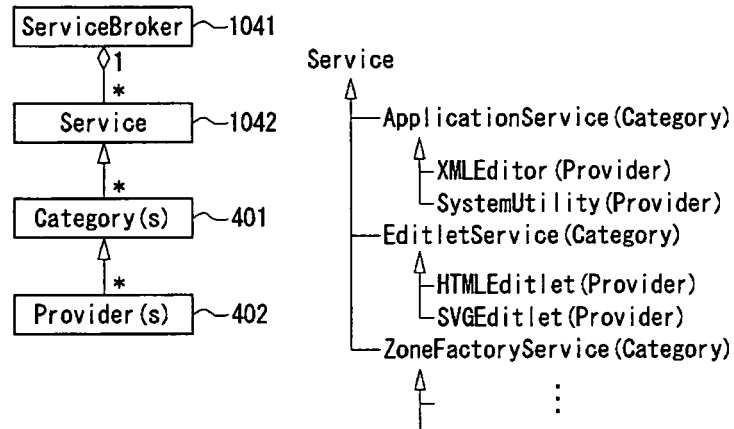 ServiceBroker 1041
1
*
Service 1042
*
Category(s) 401
*
Provider(s) 402
Service
ApplicationService(Category)
XMLEditor(Provider)
SystemUtility(Provider)
EditletService(Category)
HTMLEditlet(Provider)
SVGEditlet(Provider)
ZoneFactoryService(Category)
⋮